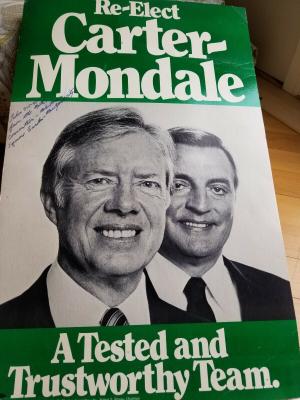 Re-Elect
Carter-
Mondale
A Tested and
Trustworthy Team.